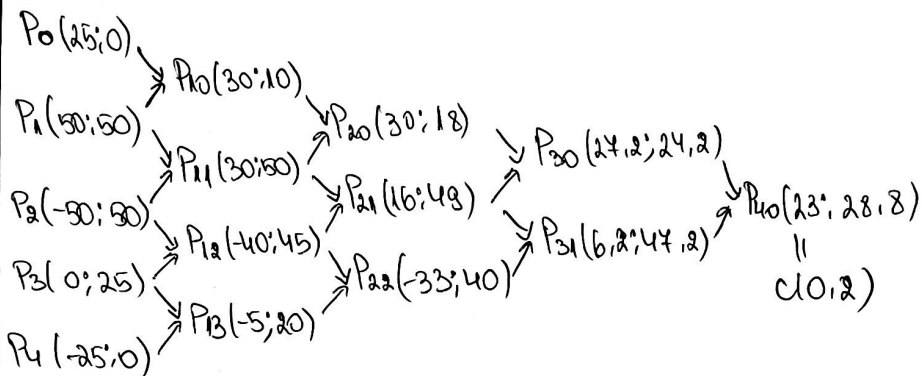 P0(25;0)
P10(30;10)
P1(50;50)
P20(30;18)
P30(27,2;24,2)
P11(30;50)
P2(-50;50)
P21(16;49)
P40(23;28,8)
P12(-40;45)
P31(6,2;47,2)
P3(0;25)
P22(-33;40)
||
c(0,2)
P13(-5;20)
P4(-25;0)